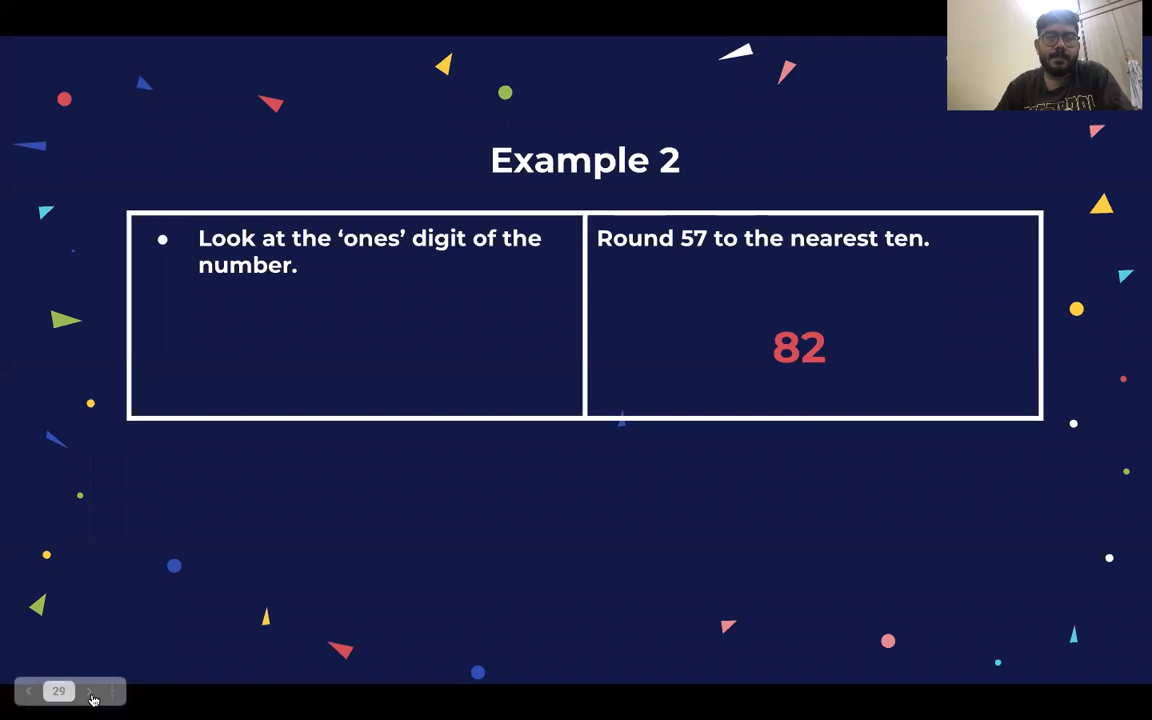 Example 2
● Look at the ‘ones’ digit of the
number.
Round 57 to the nearest ten.
82
29